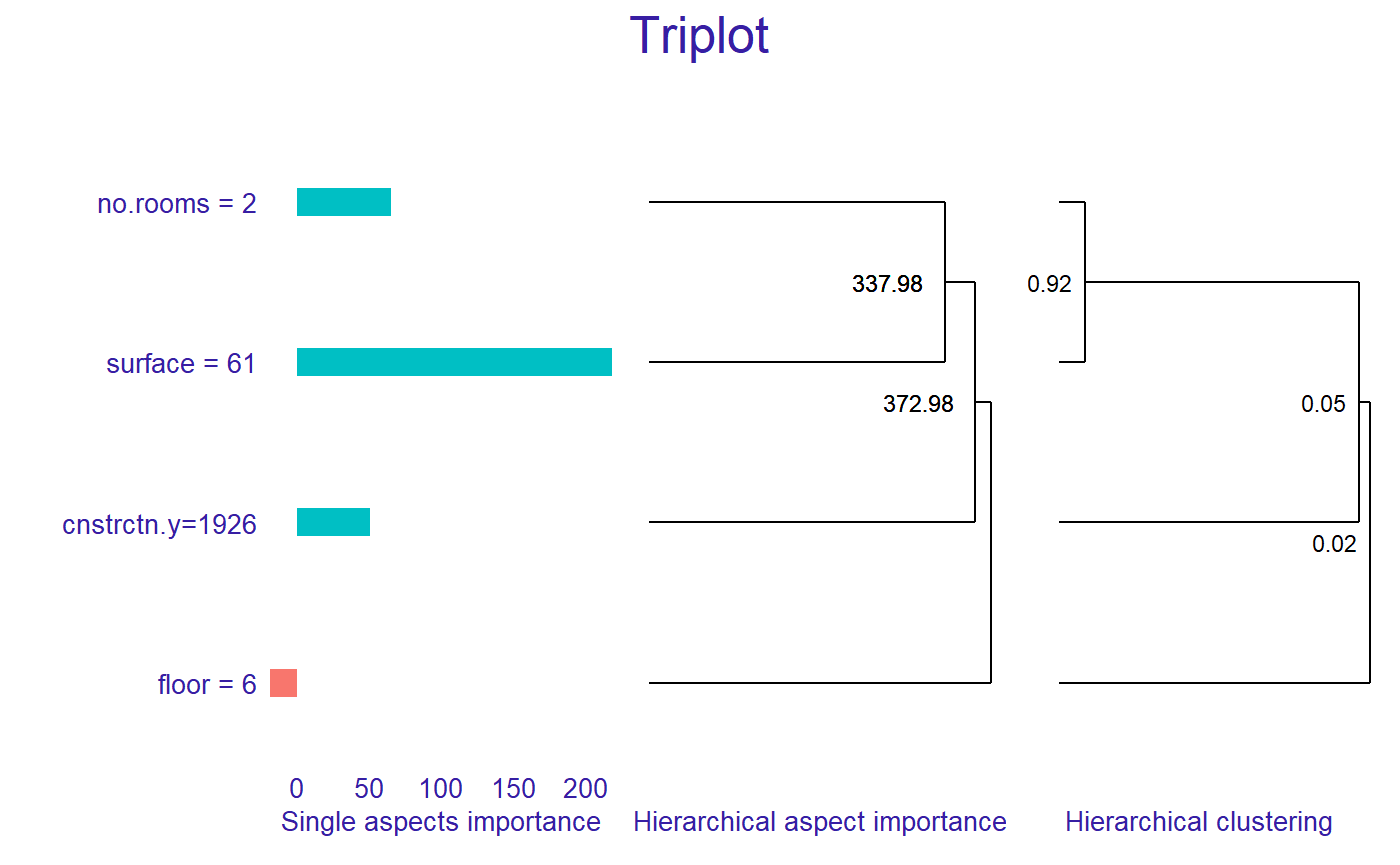 Triplot
no.rooms = 2
337.98
0.92
surface = 61
372.98
0.05
cnstrctn.y=1926
0.02
floor = 6
0 50 100 150 200
Single aspects importance
Hierarchical aspect importance
Hierarchical clustering